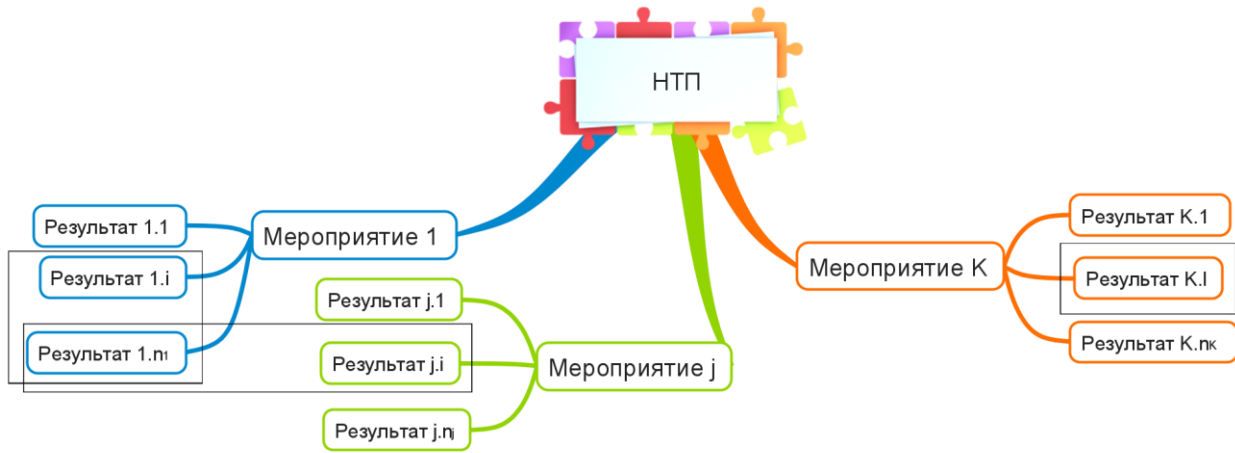 НТП
Мероприятие 1
Результат 1.1
Результат 1.i
Результат 1.n1
Мероприятие j
Результат j.1
Результат j.i
Результат j.nj
Мероприятие K
Результат K.1
Результат K.l
Результат K.nK